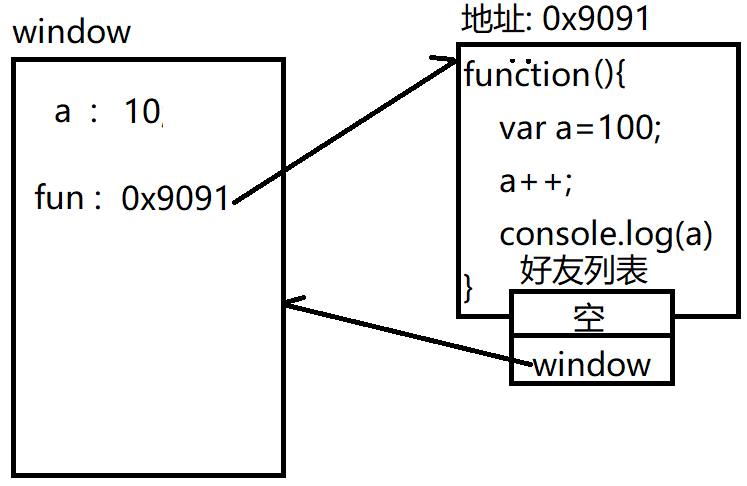 window
a : 10,
fun : 0x9091
地址: 0x9091
function(){
var a=100;
a++;
console.log(a)
}
好友列表
空
window